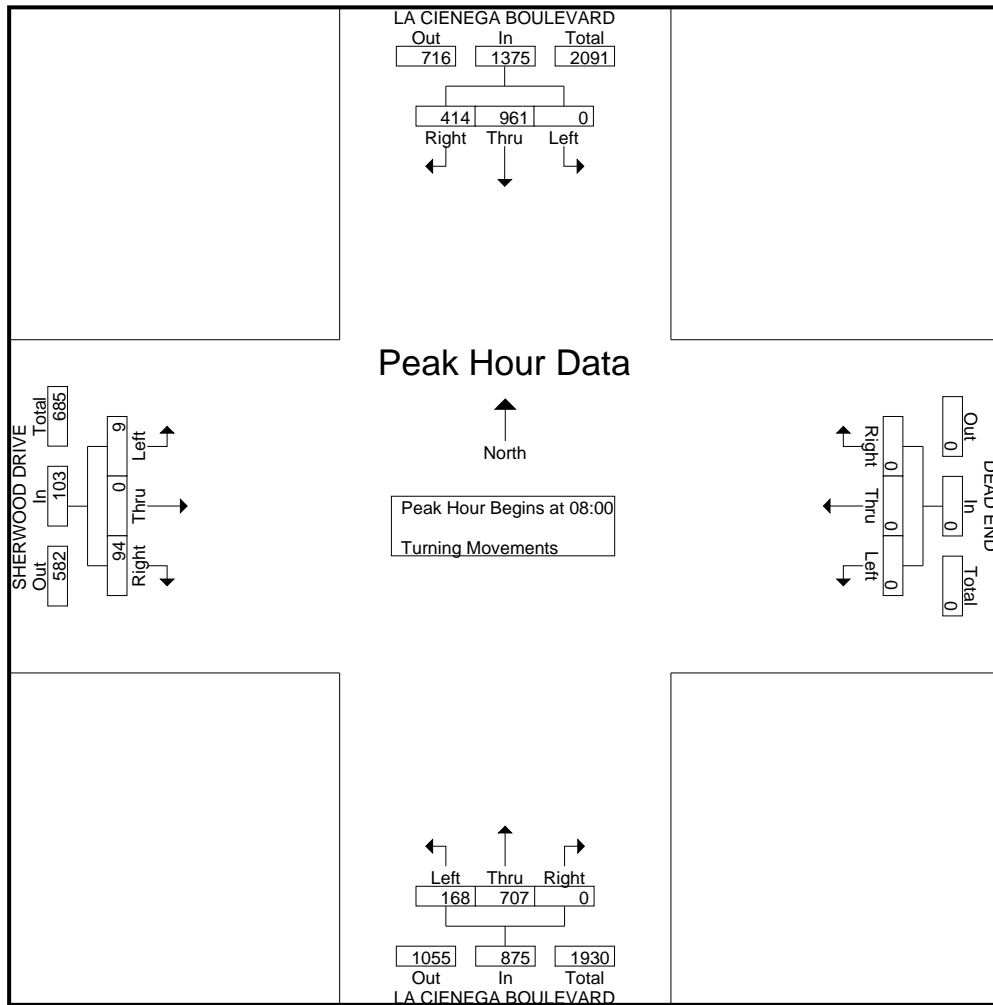 LA CIENEGA BOULEVARD
Out In Total
716 1375 2091
414 961 0
Right Thru Left
Peak Hour Data
North
Peak Hour Begins at 08:00
Turning Movements
SHERWOOD DRIVE
Out In Total
582 103 685
94 0 9
Right Thru Left
DEAD END
Out In Total
0 0 0
Right Thru Left
0 0 0
Left Thru Right
168 707 0
1055 875 1930
Out In Total
LA CIENEGA BOULEVARD